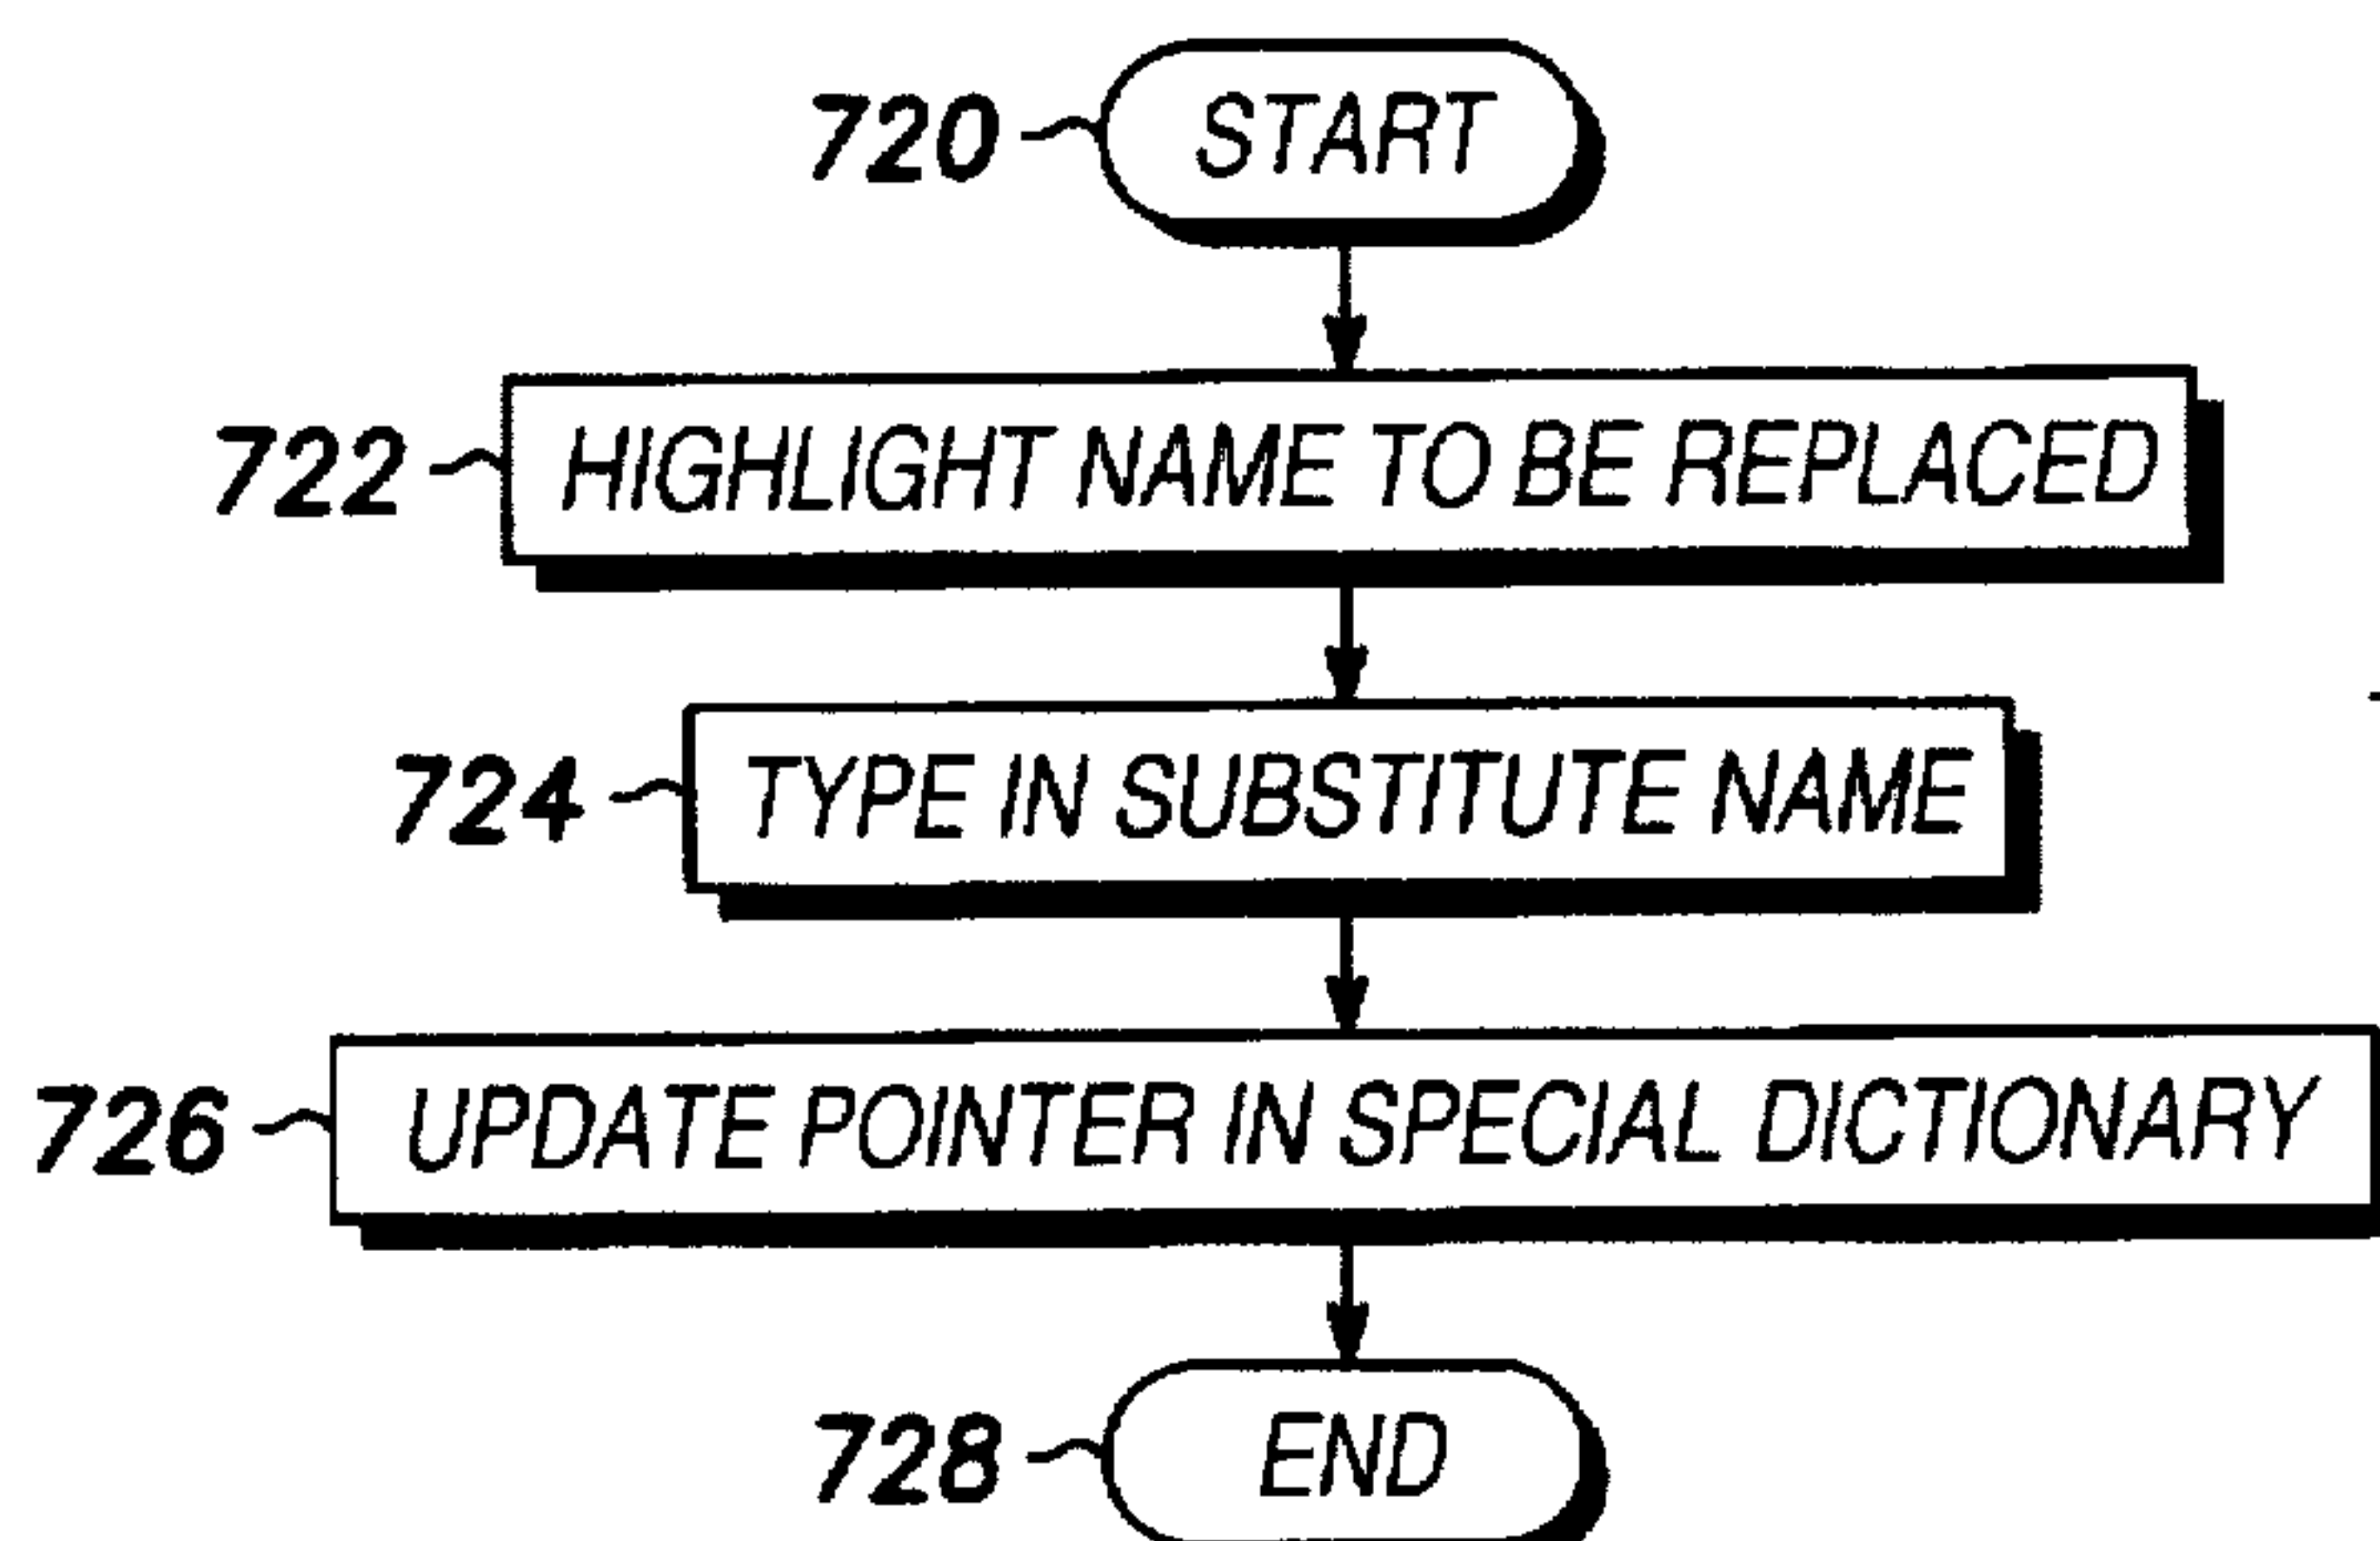 720 START
722 HIGHLIGHT NAME TO BE REPLACED
724 TYPE IN SUBSTITUTE NAME
726 UPDATE POINTER IN SPECIAL DICTIONARY
728 END